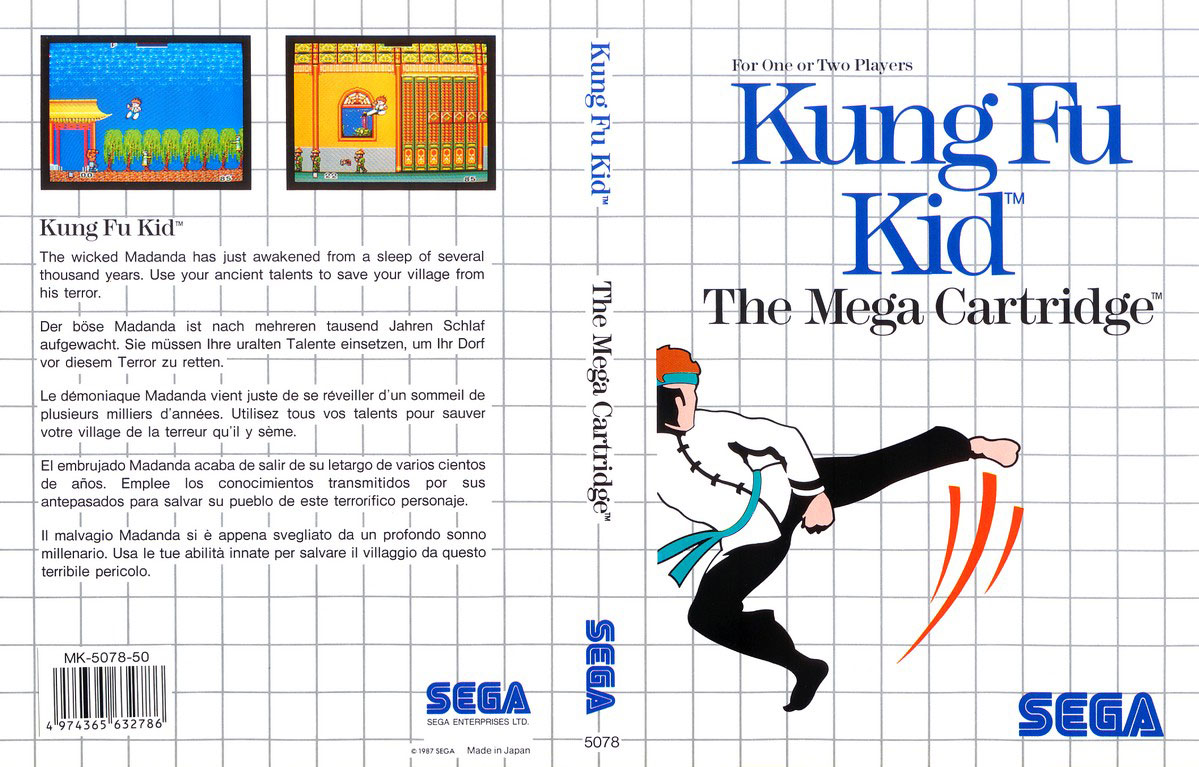 Kung Fu Kid™
The wicked Madanda has just awakened from a sleep of several
thousand years. Use your ancient talents to save your village from
his terror.
Der böse Madanda ist nach mehreren tausend Jahren Schlaf
aufgewacht. Sie müssen Ihre uralten Talente einsetzen, um Ihr Dorf
vor diesem Terror zu retten.
Le démoniaque Madanda vient juste de se réveiller d'un sommeil de
plusieurs milliers d'années. Utilisez tous vos talents pour sauver
votre village de la terreur qu'il y sème.
El embrujado Madanda acaba de salir de su letargo de varios cientos
de años. Emplee los conocimientos transmitidos por sus
antepasados para salvar su pueblo de este terrorifico personaje.
Il malvagio Madanda si è appena svegliato da un profondo sonno
millenario. Usa le tue abilità innate per salvare il villaggio da questo
terribile pericolo.
MK-5078-50
4 974365 632786
SEGA
SEGA ENTERPRISES LTD.
© 1987 SEGA Made in Japan
Kung Fu Kid™
The Mega Cartridge™
SEGA
5078
For One or Two Players
Kung Fu
Kid™
The Mega Cartridge™
SEGA